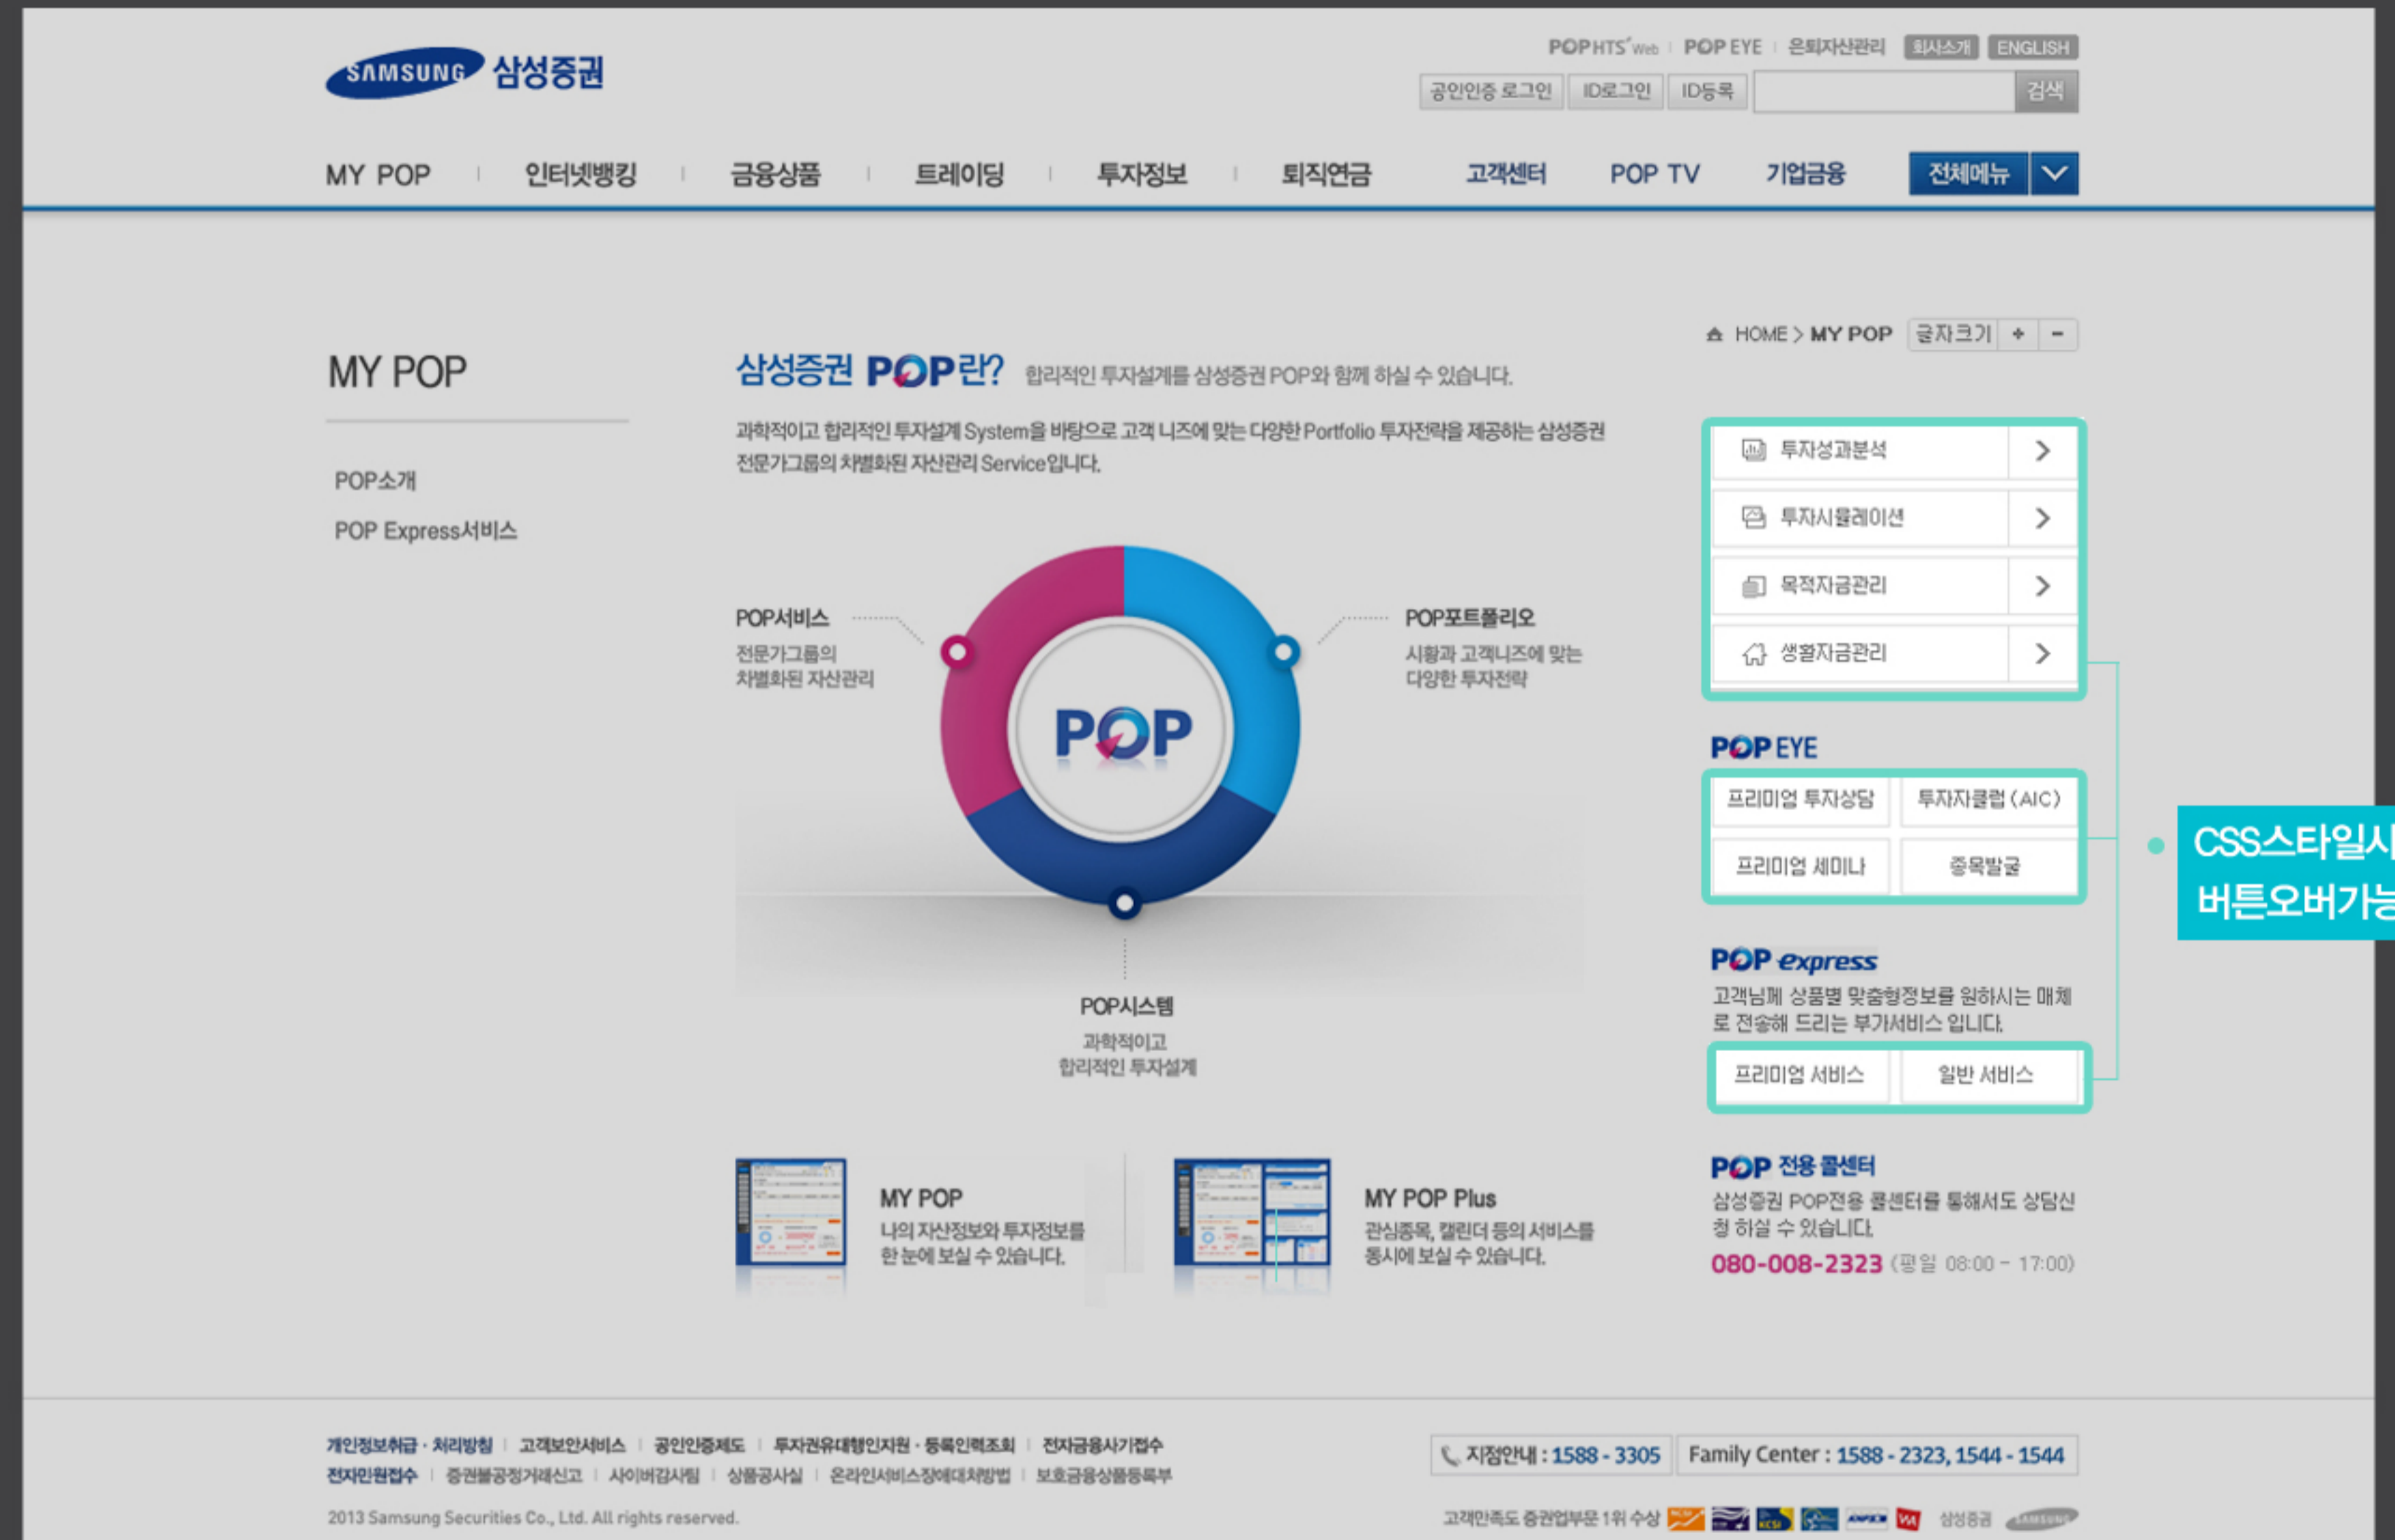 SAMSUNG 삼성증권
POP HTS' Web POP EYE 은퇴자산관리 회사소개 ENGLISH
공인인증 로그인 ID로그인 ID등록 검색
MY POP 인터넷뱅킹 금융상품 트레이딩 투자정보 퇴직연금 고객센터 POP TV 기업금융 전체메뉴
HOME > MY POP 글자크기 + -
MY POP
POP소개
POP Express서비스
삼성증권 POP란? 합리적인 투자설계를 삼성증권 POP와 함께 하실 수 있습니다.
과학적이고 합리적인 투자설계 System을 바탕으로 고객 니즈에 맞는 다양한 Portfolio 투자전략을 제공하는 삼성증권
전문가그룹의 차별화된 자산관리 Service입니다.
POP서비스
전문가그룹의
차별화된 자산관리
POP포트폴리오
시황과 고객니즈에 맞는
다양한 투자전략
POP
POP시스템
과학적이고
합리적인 투자설계
MY POP
나의 자산정보와 투자정보를
한 눈에 보실 수 있습니다.
MY POP Plus
관심종목, 캘린더 등의 서비스를
동시에 보실 수 있습니다.
투자성과분석
투자시뮬레이션
목적자금관리
생활자금관리
POP EYE
프리미엄 투자상담 투자자클럽(AIC)
프리미엄 세미나 종목발굴
POP express
고객님께 상품별 맞춤형정보를 원하시는 매체
로 전송해 드리는 부가서비스 입니다.
프리미엄 서비스 일반 서비스
POP 전용 콜센터
삼성증권 POP전용 콜센터를 통해서도 상담신
청 하실 수 있습니다.
080-008-2323 (평일 08:00 - 17:00)
CSS스타일시
버튼오버가능
개인정보취급 · 처리방침 고객보안서비스 공인인증제도 투자권유대행인지원 · 등록인력조회 전자금융사기접수
전자민원접수 증권불공정거래신고 사이버감사팀 상품공시실 온라인서비스장애대처방법 보호금융상품등록부
2013 Samsung Securities Co., Ltd. All rights reserved.
지점안내 : 1588 - 3305 Family Center : 1588 - 2323, 1544 - 1544
고객만족도 증권업부문 1위 수상 KCSI 삼성증권 SAMSUNG